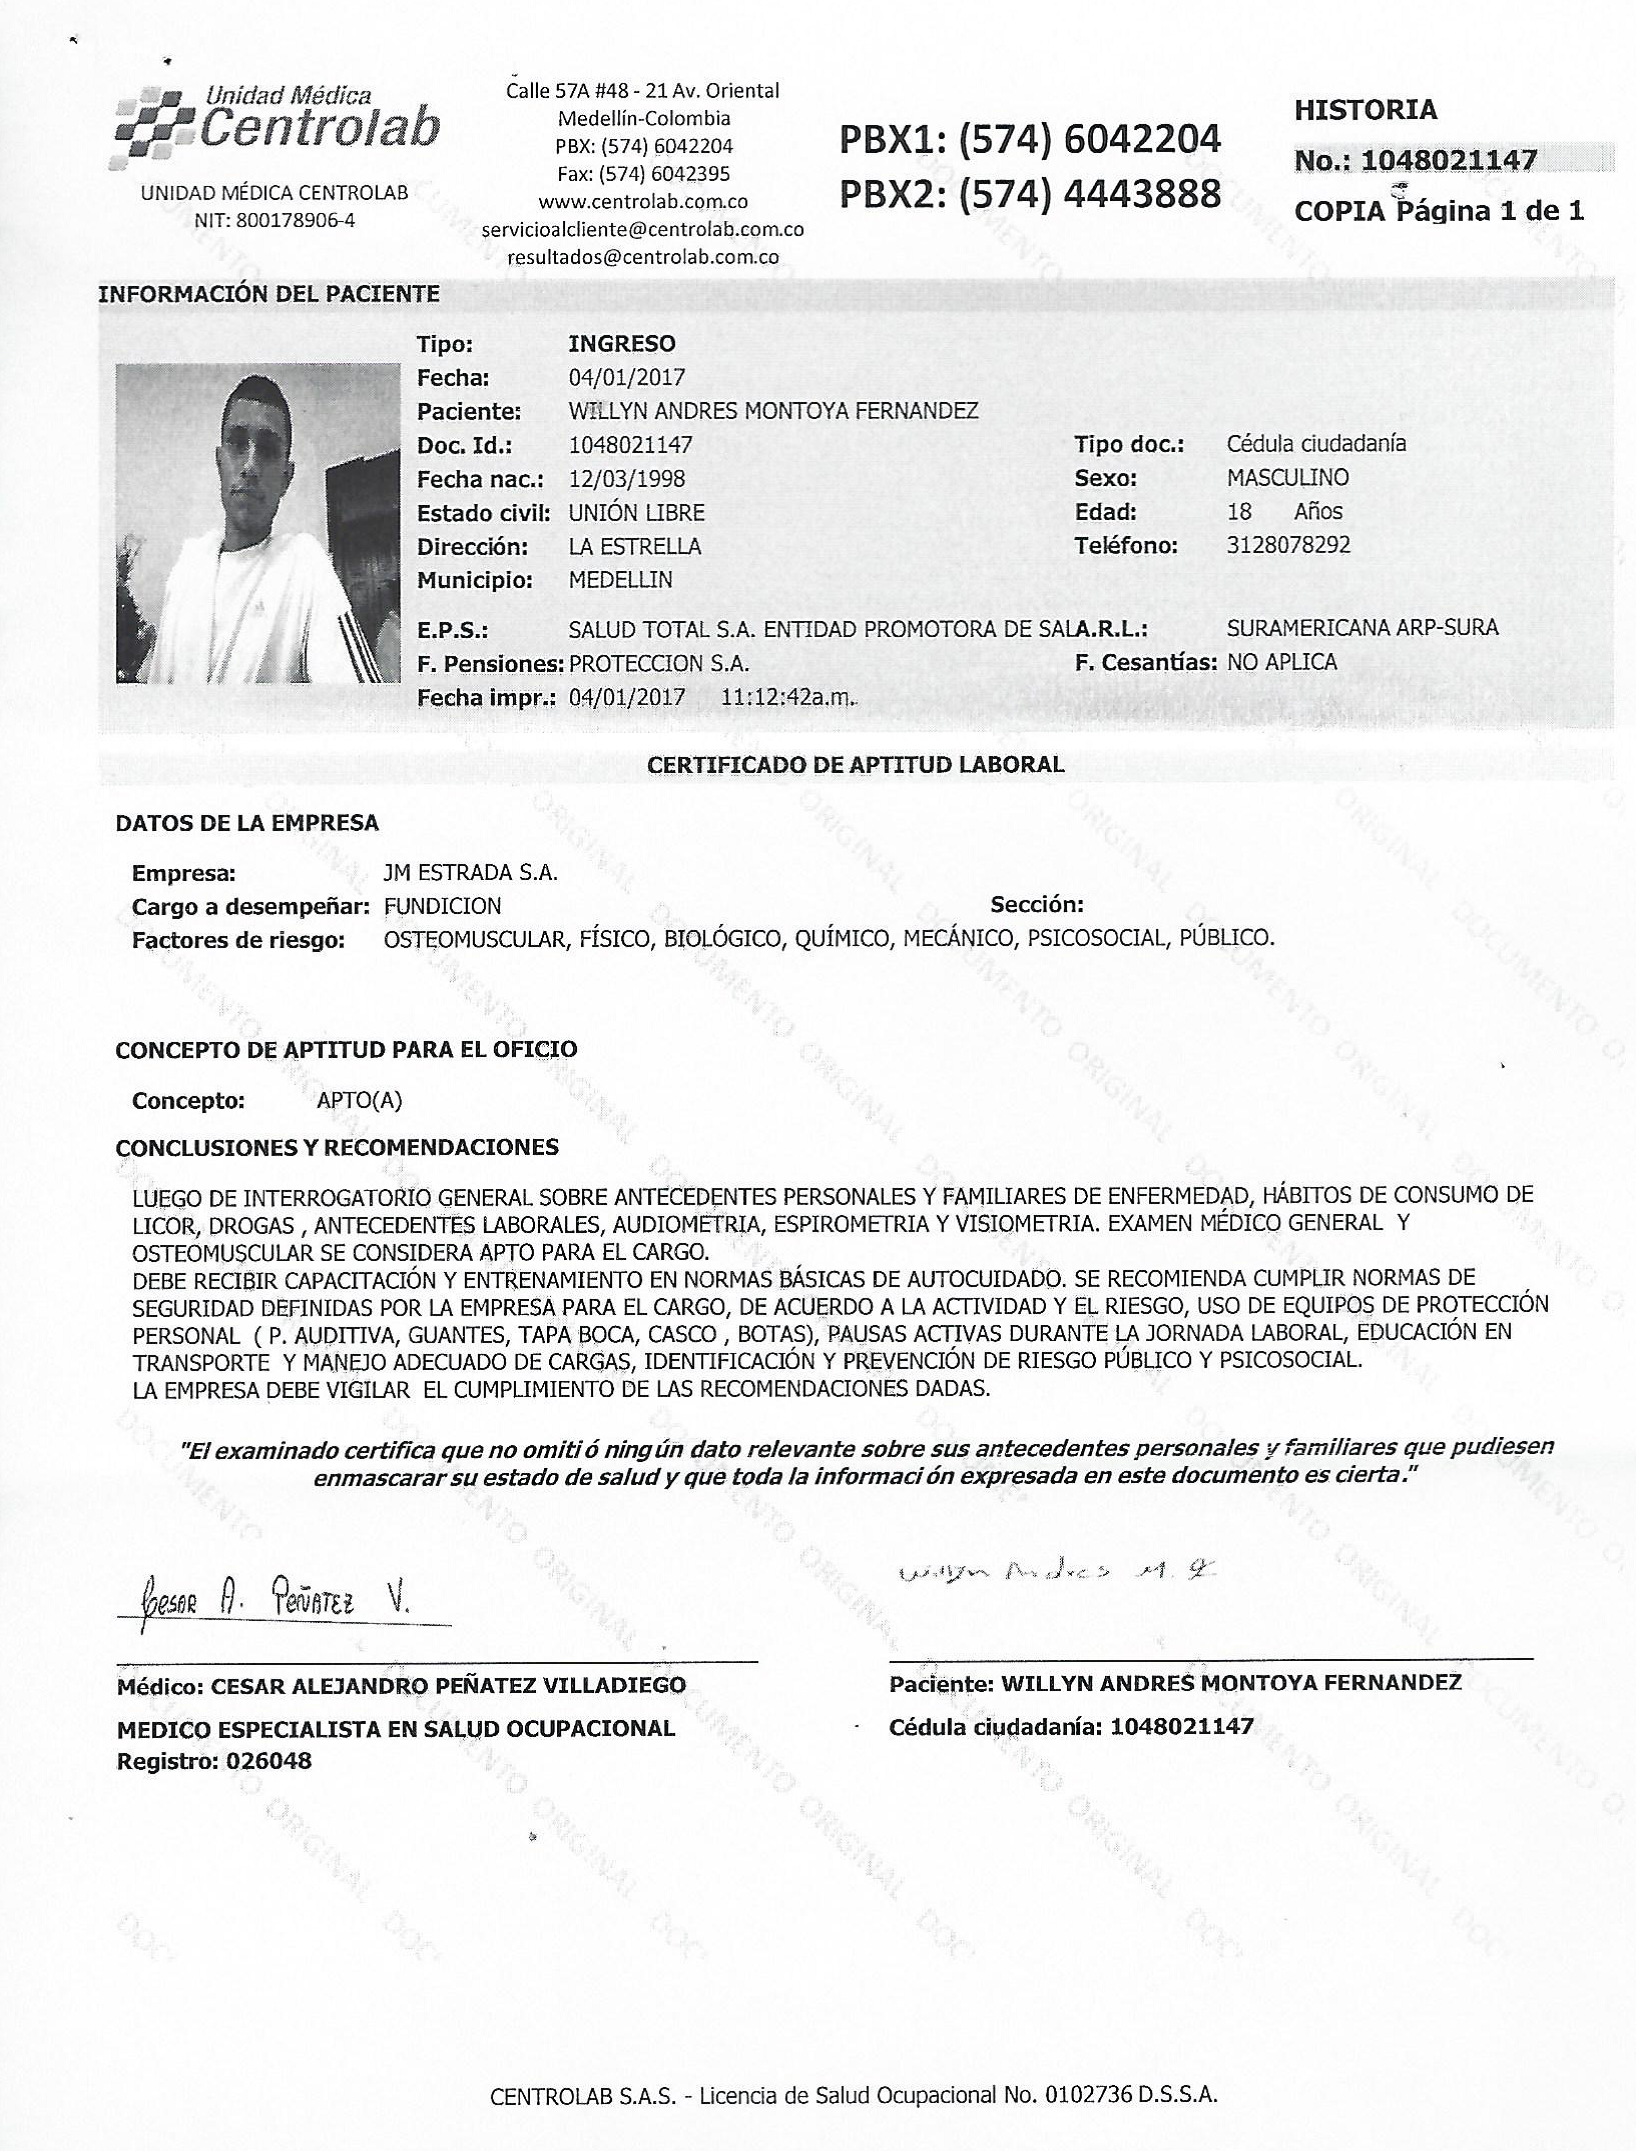 Unidad Médica
Centrolab
UNIDAD MÉDICA CENTROLAB
NIT: 800178906-4
Calle 57A #48 - 21 Av. Oriental
Medellín-Colombia
PBX: (574) 6042204
Fax: (574) 6042395
www.centrolab.com.co
servicioalcliente@centrolab.com.co
resultados@centrolab.com.co
PBX1: (574) 6042204
PBX2: (574) 4443888
HISTORIA
No.: 1048021147
COPIA Página 1 de 1
INFORMACIÓN DEL PACIENTE
Tipo: INGRESO
Fecha: 04/01/2017
Paciente: WILLYN ANDRES MONTOYA FERNANDEZ
Doc. Id.: 1048021147 Tipo doc.: Cédula ciudadanía
Fecha nac.: 12/03/1998 Sexo: MASCULINO
Estado civil: UNIÓN LIBRE Edad: 18 Años
Dirección: LA ESTRELLA Teléfono: 3128078292
Municipio: MEDELLIN
E.P.S.: SALUD TOTAL S.A. ENTIDAD PROMOTORA DE SAL A.R.L.: SURAMERICANA ARP-SURA
F. Pensiones: PROTECCION S.A. F. Cesantías: NO APLICA
Fecha impr.: 04/01/2017 11:12:42a.m.
CERTIFICADO DE APTITUD LABORAL
DATOS DE LA EMPRESA
Empresa: JM ESTRADA S.A.
Cargo a desempeñar: FUNDICION Sección:
Factores de riesgo: OSTEOMUSCULAR, FÍSICO, BIOLÓGICO, QUÍMICO, MECÁNICO, PSICOSOCIAL, PÚBLICO.
CONCEPTO DE APTITUD PARA EL OFICIO
Concepto: APTO(A)
CONCLUSIONES Y RECOMENDACIONES
LUEGO DE INTERROGATORIO GENERAL SOBRE ANTECEDENTES PERSONALES Y FAMILIARES DE ENFERMEDAD, HÁBITOS DE CONSUMO DE
LICOR, DROGAS , ANTECEDENTES LABORALES, AUDIOMETRIA, ESPIROMETRIA Y VISIOMETRIA. EXAMEN MÉDICO GENERAL Y
OSTEOMUSCULAR SE CONSIDERA APTO PARA EL CARGO.
DEBE RECIBIR CAPACITACIÓN Y ENTRENAMIENTO EN NORMAS BÁSICAS DE AUTOCUIDADO. SE RECOMIENDA CUMPLIR NORMAS DE
SEGURIDAD DEFINIDAS POR LA EMPRESA PARA EL CARGO, DE ACUERDO A LA ACTIVIDAD Y EL RIESGO, USO DE EQUIPOS DE PROTECCIÓN
PERSONAL ( P. AUDITIVA, GUANTES, TAPA BOCA, CASCO , BOTAS), PAUSAS ACTIVAS DURANTE LA JORNADA LABORAL, EDUCACIÓN EN
TRANSPORTE Y MANEJO ADECUADO DE CARGAS, IDENTIFICACIÓN Y PREVENCIÓN DE RIESGO PÚBLICO Y PSICOSOCIAL.
LA EMPRESA DEBE VIGILAR EL CUMPLIMIENTO DE LAS RECOMENDACIONES DADAS.
"El examinado certifica que no omitió ningún dato relevante sobre sus antecedentes personales y familiares que pudiesen
enmascarar su estado de salud y que toda la información expresada en este documento es cierta."
Cesar A. Peñatez V. Willyn Andres M. F
Médico: CESAR ALEJANDRO PEÑATEZ VILLADIEGO
MEDICO ESPECIALISTA EN SALUD OCUPACIONAL
Registro: 026048
Paciente: WILLYN ANDRES MONTOYA FERNANDEZ
Cédula ciudadanía: 1048021147
CENTROLAB S.A.S. - Licencia de Salud Ocupacional No. 0102736 D.S.S.A.
DOCUMENTO ORIGINAL